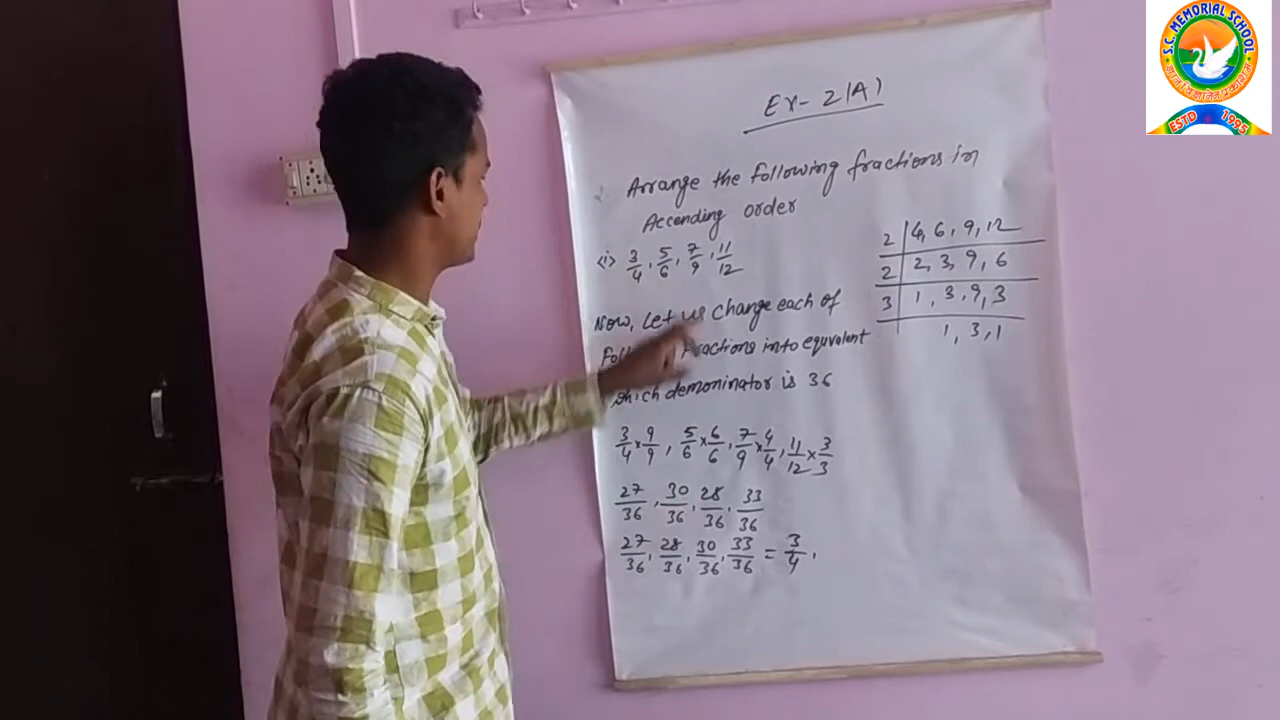 Ex- 2(A)
2. Arrange the following fractions in
Accending order
(i) 3/4, 5/6, 7/9, 11/12
2 | 4, 6, 9, 12
2 | 2, 3, 9, 6
3 | 1, 3, 9, 3
1, 3, 1
Now, Let us change each of
fractions into equvalent
which demoninator is 36
3/4 × 9/9, 5/6 × 6/6, 7/9 × 4/4, 11/12 × 3/3
27/36, 30/36, 28/36, 33/36
27/36, 28/36, 30/36, 33/36 = 3/4,
S.C. MEMORIAL SCHOOL
ESTD 1995